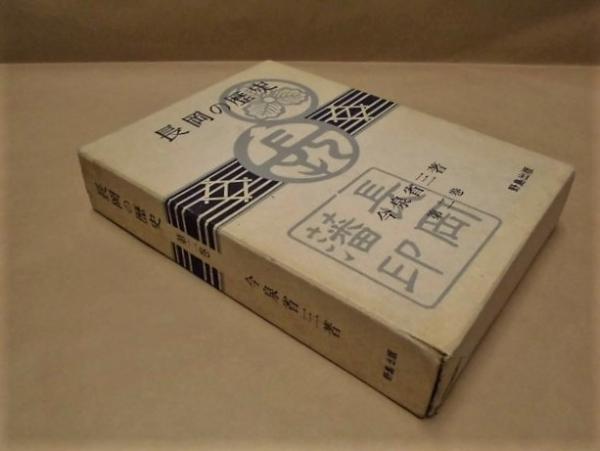 長岡の歴史
今泉省三著
第二巻
野島出版
長岡
藩印
長岡の歴史
第二巻
今泉省三著
野島出版